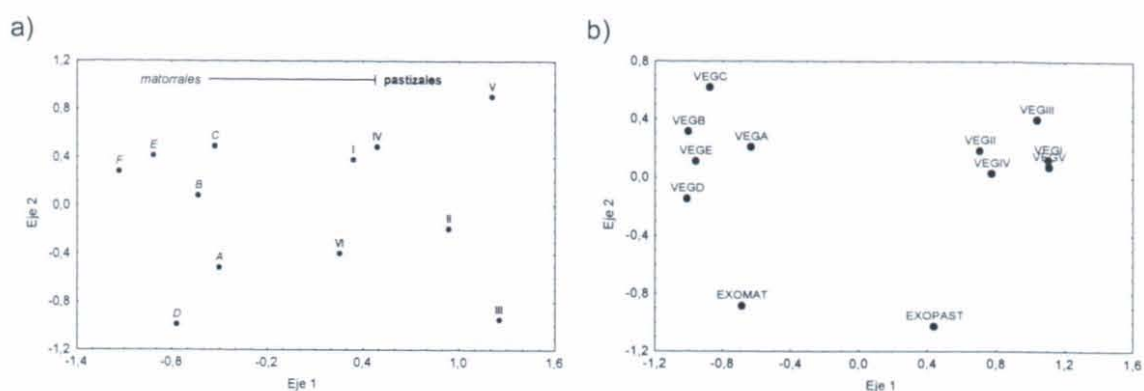 a)
1,2
0,8
0,4
0,0
-0,4
-0,8
-1,2
Eje 2
matorrales
pastizales
V
C
IV
E
I
F
B
II
VI
A
D
III
-1,4
-0,8
-0,2
0,4
1,0
1,6
Eje 1
b)
0,8
0,4
0,0
-0,4
-0,8
-1,2
Eje 2
VEGC
VEGB
VEGE
VEGA
VEGD
VEGIII
VEGII
VEGI
VEGV
VEGIV
EXOMAT
EXOPAST
-1,2
-0,8
-0,4
0,0
0,4
0,8
1,2
1,6
Eje 1